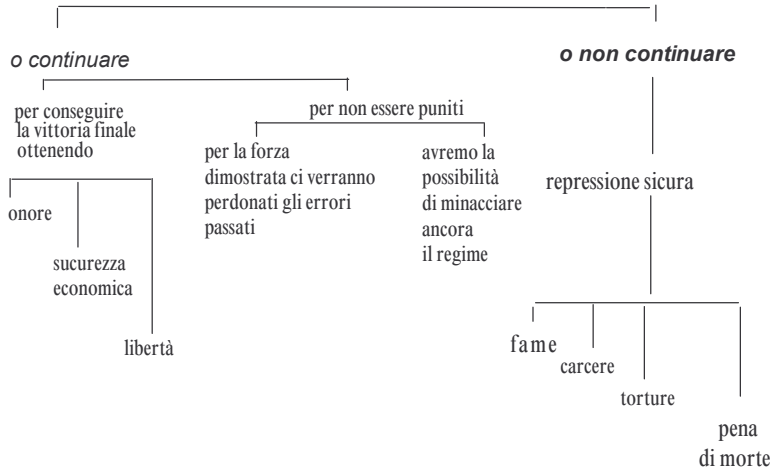 o continuare
o non continuare
per conseguire
la vittoria finale
ottenendo
per non essere puniti
per la forza
dimostrata ci verranno
perdonati gli errori
passati
avremo la
possibilità
di minacciare
ancora
il regime
repressione sicura
onore
sucurezza
economica
libertà
fame
carcere
torture
pena
di morte